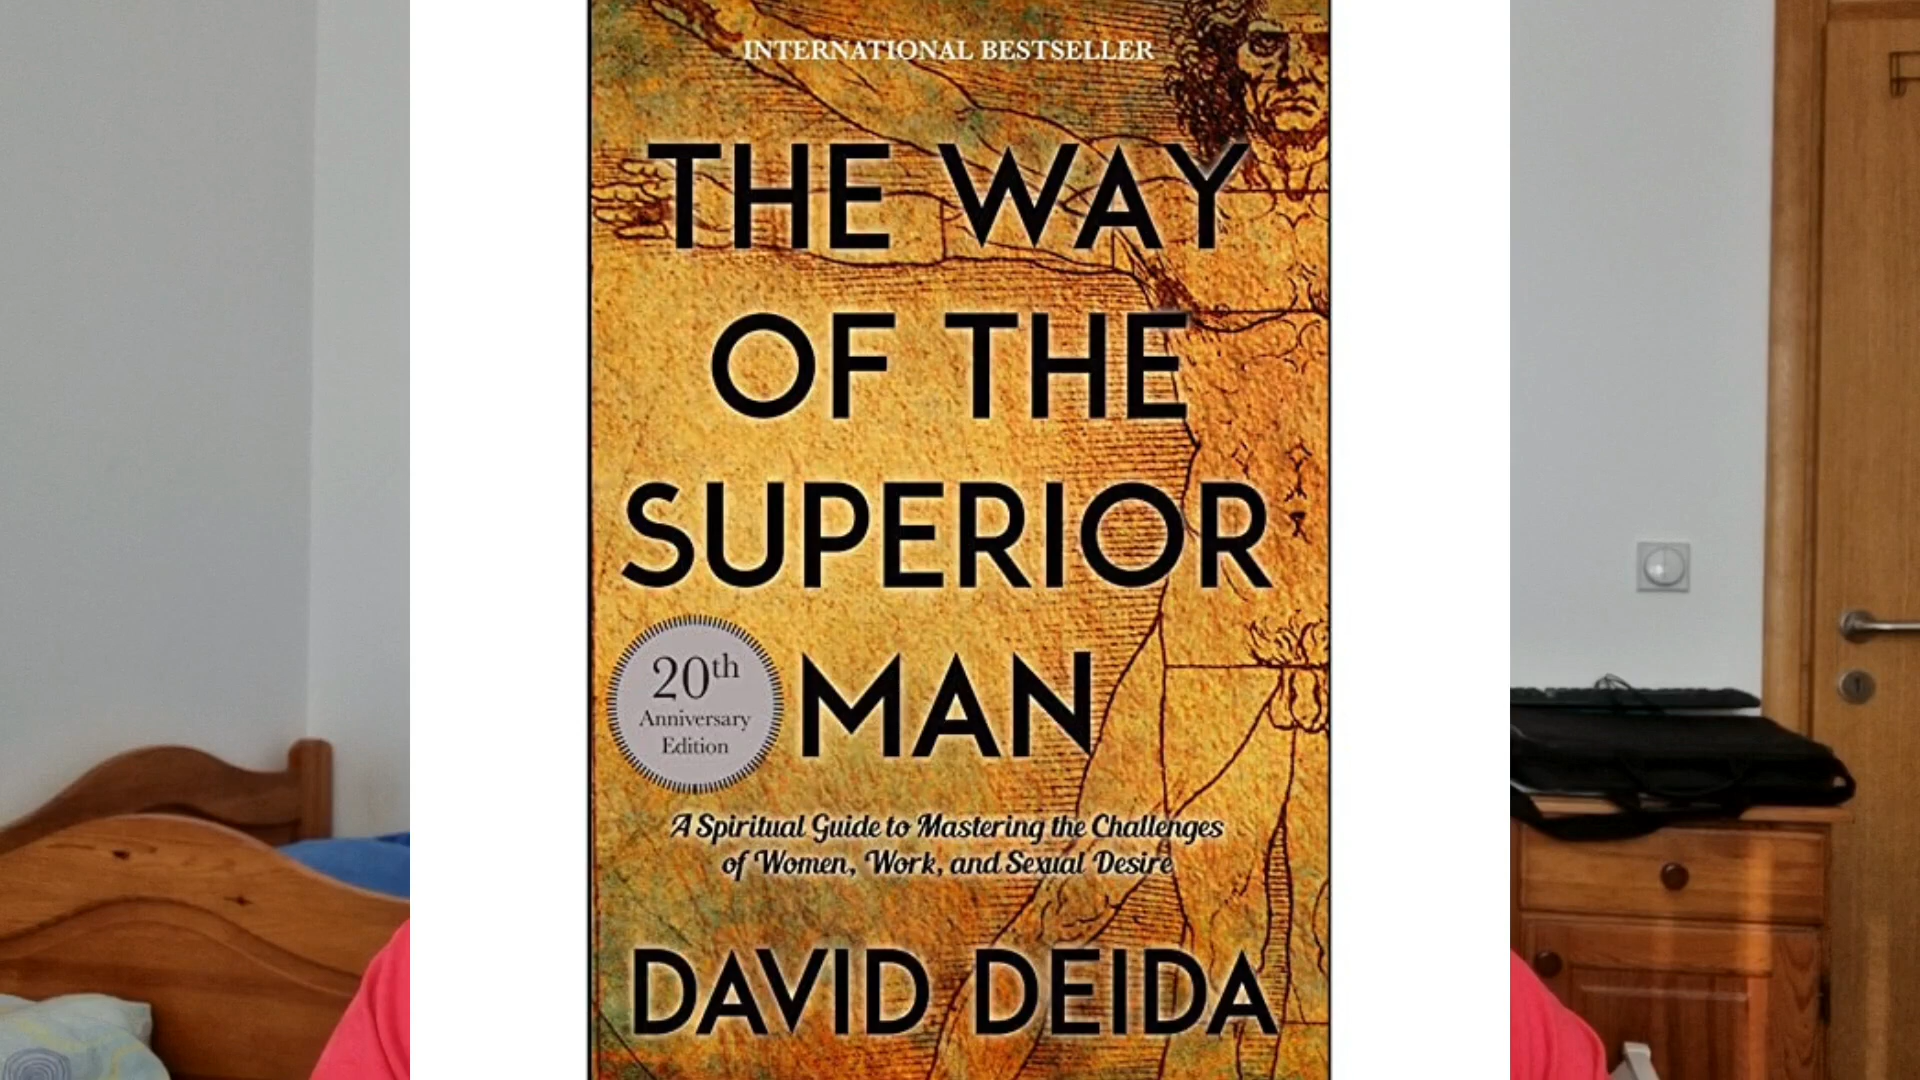 INTERNATIONAL BESTSELLER
THE WAY
OF THE
SUPERIOR
MAN
20th
Anniversary
Edition
A Spiritual Guide to Mastering the Challenges
of Women, Work, and Sexual Desire
DAVID DEIDA